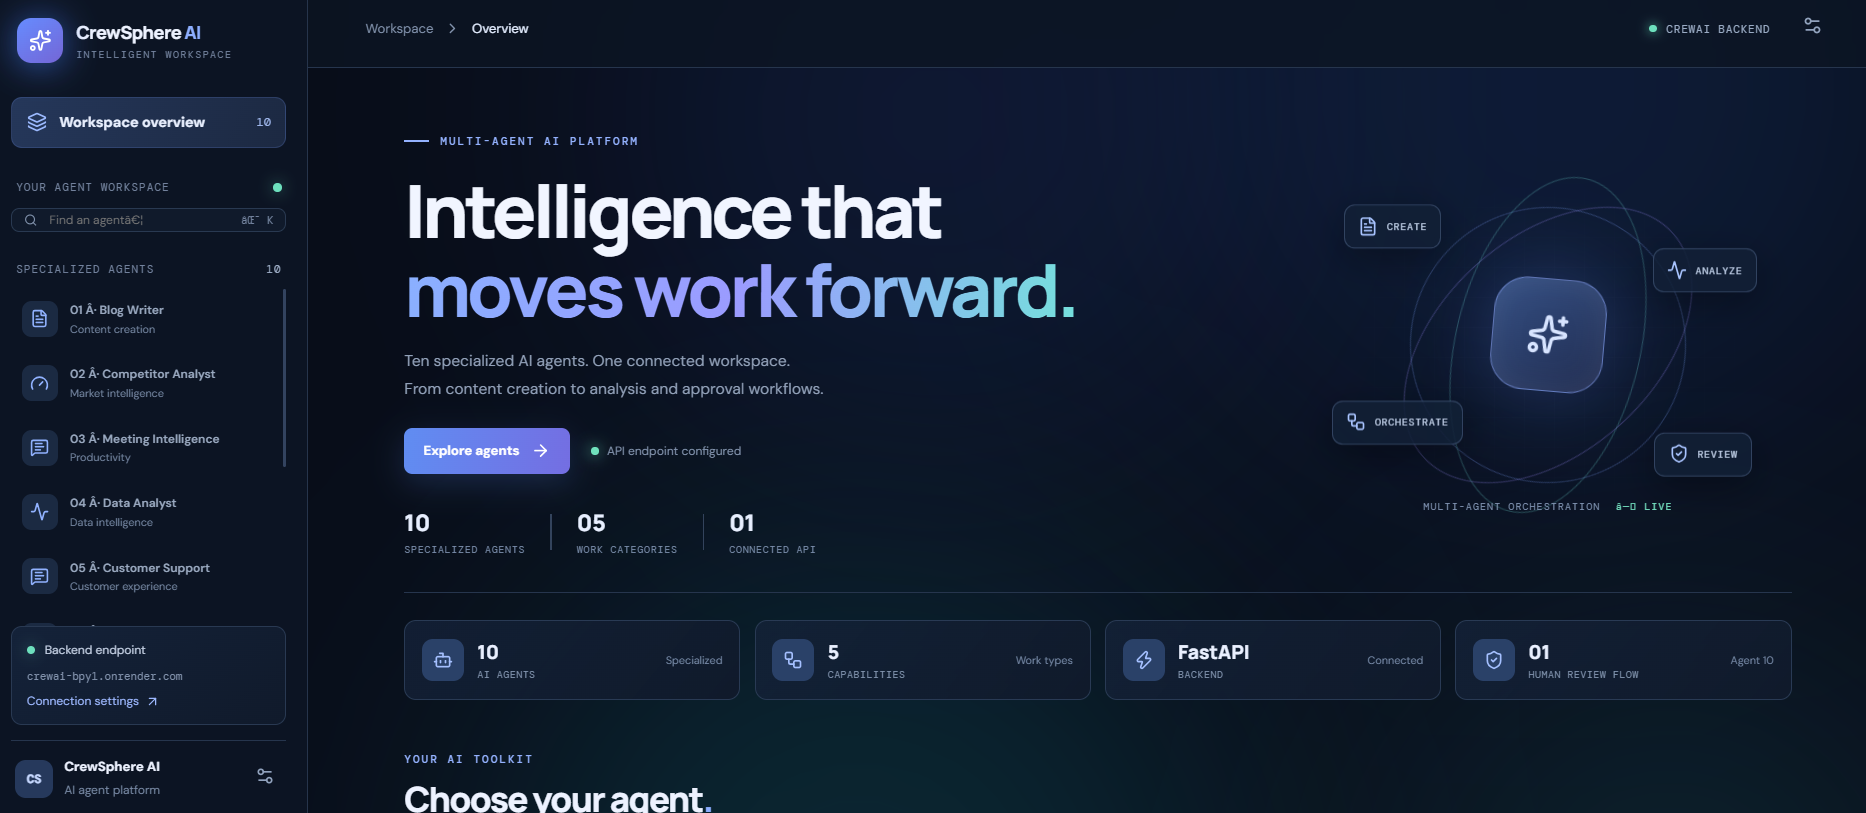 CrewSphere AI
INTELLIGENT WORKSPACE
Workspace overview 10
YOUR AGENT WORKSPACE
Find an agentâ€¦ âŒ˜ K
SPECIALIZED AGENTS 10
01 Â· Blog Writer
Content creation
02 Â· Competitor Analyst
Market intelligence
03 Â· Meeting Intelligence
Productivity
04 Â· Data Analyst
Data intelligence
05 Â· Customer Support
Customer experience
Backend endpoint
crewai-bpyl.onrender.com
Connection settings
CS
CrewSphere AI
AI agent platform
Workspace > Overview
CREWAI BACKEND
MULTI-AGENT AI PLATFORM
Intelligence that
moves work forward.
Ten specialized AI agents. One connected workspace.
From content creation to analysis and approval workflows.
Explore agents
API endpoint configured
10
SPECIALIZED AGENTS
05
WORK CATEGORIES
01
CONNECTED API
CREATE
ANALYZE
ORCHESTRATE
REVIEW
MULTI-AGENT ORCHESTRATION LIVE
10
AI AGENTS
Specialized
5
CAPABILITIES
Work types
FastAPI
BACKEND
Connected
01
HUMAN REVIEW FLOW
Agent 10
YOUR AI TOOLKIT
Choose your agent.